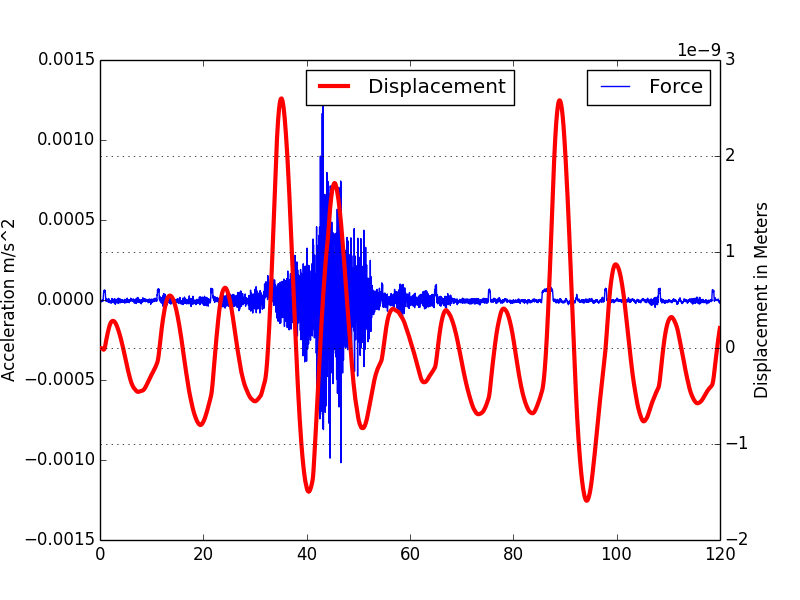 1e−9
Displacement
Force
0.0015
0.0010
0.0005
0.0000
−0.0005
−0.0010
−0.0015
Acceleration m/s^2
3
2
1
0
−1
−2
Displacement in Meters
0 20 40 60 80 100 120